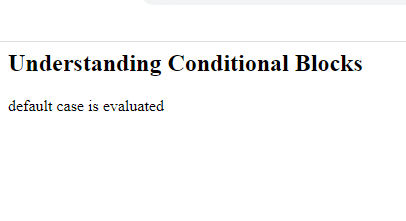 Understanding Conditional Blocks
default case is evaluated